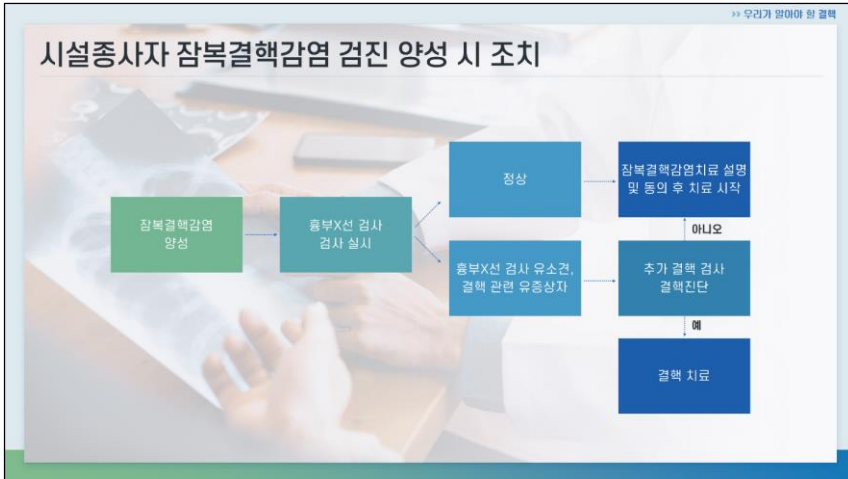 >> 우리가 알아야 할 결핵
시설종사자 잠복결핵감염 검진 양성 시 조치
잠복결핵감염
양성
흉부X선 검사
검사 실시
정상
흉부X선 검사 유소견,
결핵 관련 유증상자
잠복결핵감염치료 설명
및 동의 후 치료 시작
아니오
추가 결핵 검사
결핵진단
예
결핵 치료